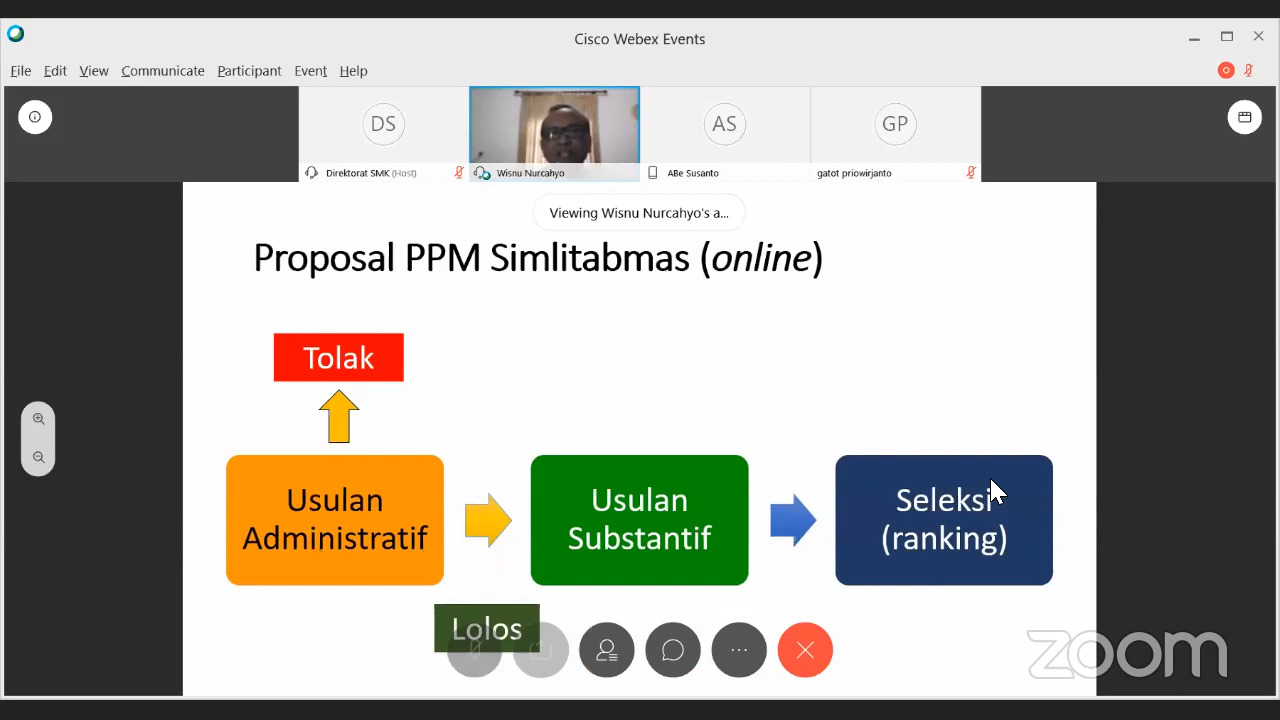 Cisco Webex Events
File Edit View Communicate Participant Event Help
DS
AS
GP
Direktorat SMK (Host)
Wisnu Nurcahyo
ABe Susanto
gatot priowirjanto
Viewing Wisnu Nurcahyo's a...
Proposal PPM Simlitabmas (online)
Tolak
Usulan
Administratif
Usulan
Substantif
Seleksi
(ranking)
Lolos
zoom